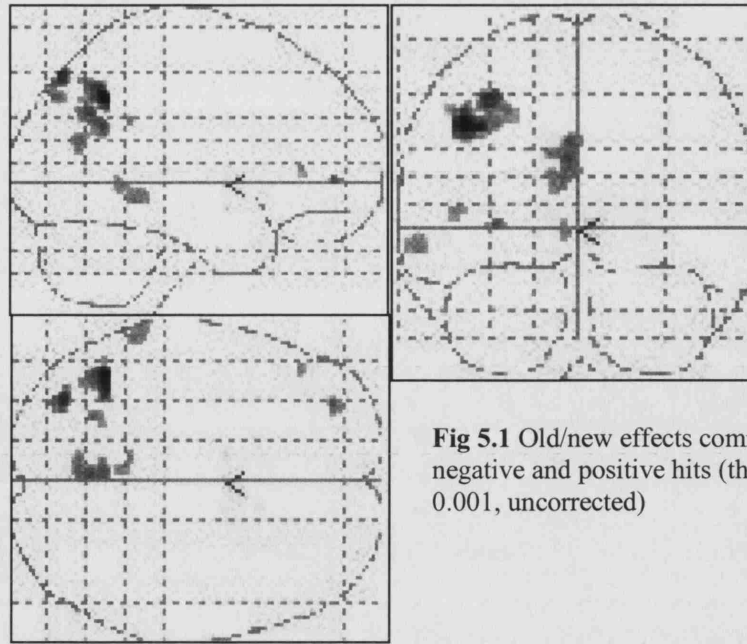 Fig 5.1 Old/new effects com
negative and positive hits (th
0.001, uncorrected)